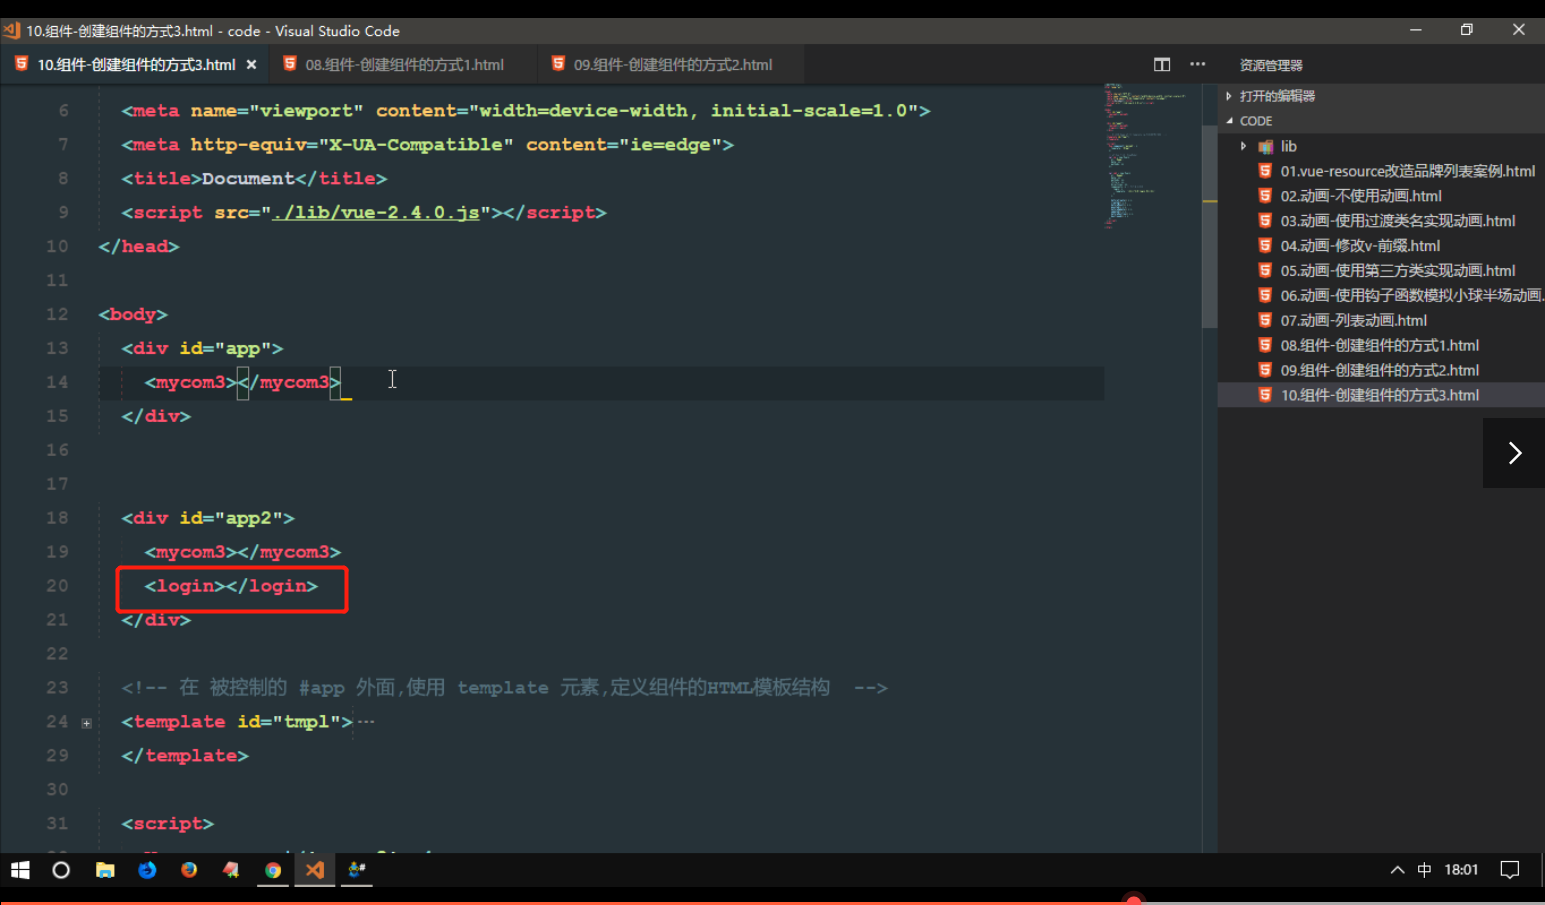 10.组件-创建组件的方式3.html - code - Visual Studio Code
10.组件-创建组件的方式3.html
08.组件-创建组件的方式1.html
09.组件-创建组件的方式2.html
资源管理器
6 <meta name="viewport" content="width=device-width, initial-scale=1.0">
7 <meta http-equiv="X-UA-Compatible" content="ie=edge">
8 <title>Document</title>
9 <script src="./lib/vue-2.4.0.js"></script>
10 </head>
11
12 <body>
13 <div id="app">
14 <mycom3></mycom3>
15 </div>
16
17
18 <div id="app2">
19 <mycom3></mycom3>
20 <login></login>
21 </div>
22
23 <!-- 在 被控制的 #app 外面,使用 template 元素,定义组件的HTML模板结构 -->
24 <template id="tmpl">···
29 </template>
30
31 <script>
打开的编辑器
CODE
lib
01.vue-resource改造品牌列表案例.html
02.动画-不使用动画.html
03.动画-使用过渡类名实现动画.html
04.动画-修改v-前缀.html
05.动画-使用第三方类实现动画.html
06.动画-使用钩子函数模拟小球半场动画.
07.动画-列表动画.html
08.组件-创建组件的方式1.html
09.组件-创建组件的方式2.html
10.组件-创建组件的方式3.html
中 18:01